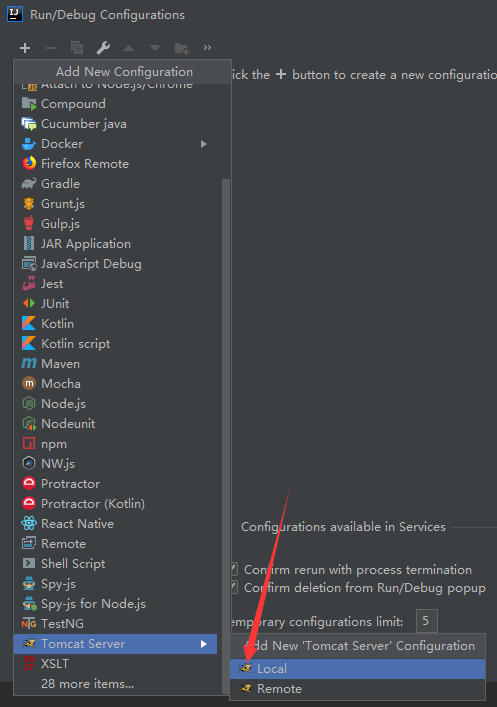 Run/Debug Configurations
Add New Configuration
ick the + button to create a new configuratio
Attach to Node.js/Chrome
Compound
Cucumber java
Docker
Firefox Remote
Gradle
Grunt.js
Gulp.js
JAR Application
JavaScript Debug
Jest
JUnit
Kotlin
Kotlin script
Maven
Mocha
Node.js
Nodeunit
npm
NW.js
Protractor
Protractor (Kotlin)
React Native
Remote
Shell Script
Spy-js
Spy-js for Node.js
TestNG
Tomcat Server
XSLT
28 more items...
Configurations available in Services
Confirm rerun with process termination
Confirm deletion from Run/Debug popup
emporary configurations limit: 5
Add New 'Tomcat Server' Configuration
Local
Remote